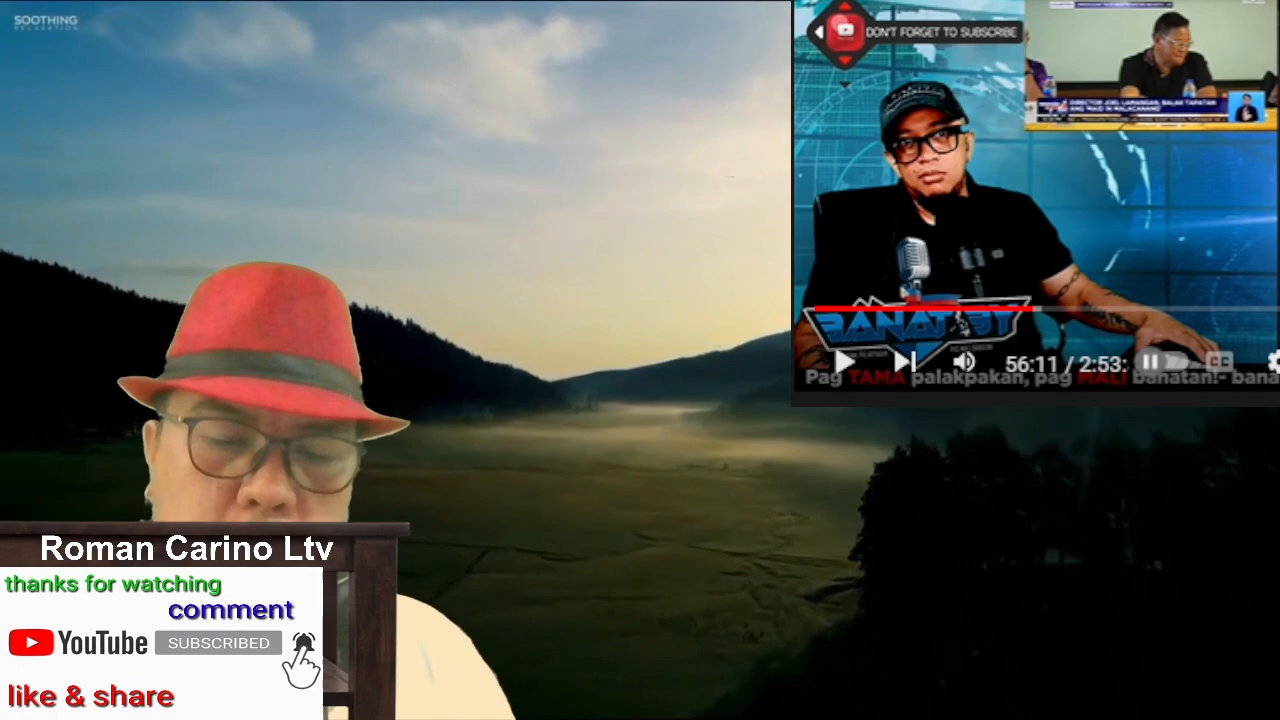 SOOTHING
RELAXATION
DON'T FORGET TO SUBSCRIBE
DIRECTOR JOEL LAMANGAN, BALAK TAPATAN
ANG 'MAID IN MALACAÑANG'
BANAT BY
56:11 / 2:53:
CC
Pag TAMA palakpakan, pag MALI banatan!- bana
Roman Carino Ltv
thanks for watching
comment
YouTube
SUBSCRIBED
like & share